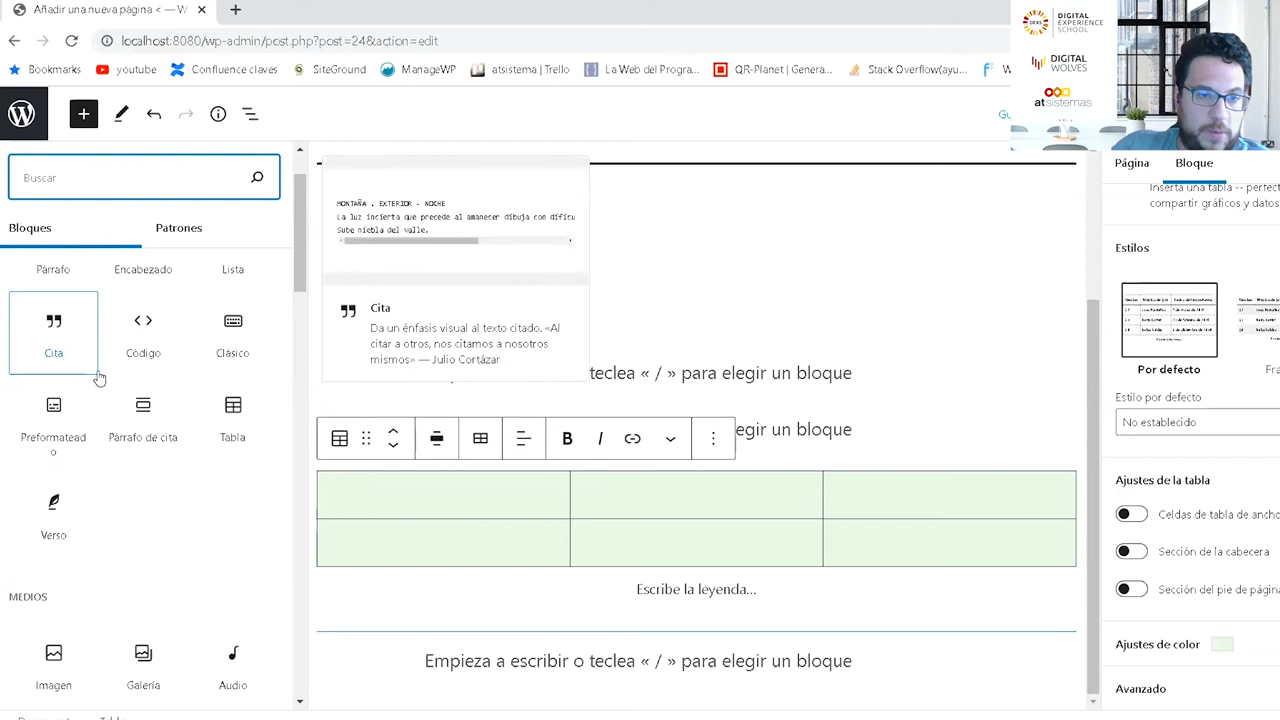 Añadir una nueva página < — W
localhost:8080/wp-admin/post.php?post=
ction=edit
Bookmarks
youtube
Confluence claves
ManageWP
atsistema | Trello
La Web del Progra...
QR-Planet | Genera...
Stack Overflow(ayu...
DEXS
DIGITAL
EXPERIENCE
SCHOOL
DIGITAL
WOLVES
atsistemas
Buscar
Bloques
Patrones
Párrafo
Encabezado
Lista
Cita
Código
Clásico
Preformatead
o
Párrafo de cita
Tabla
Verso
MEDIOS
Imagen
Galería
Audio
MONTAÑA . EXTERIOR - NOCHE
La luz incierta que precede al amanecer dibuja con dificu
Sube niebla del valle.
Cita
Da un énfasis visual al texto citado. «Al
citar a otros, nos citamos a nosotros
mismos» — Julio Cortázar
teclea « / » para elegir un bloque
egir un bloque
B I
Escribe la leyenda...
Empieza a escribir o teclea « / » para elegir un bloque
Página
Bloque
Inserta una tabla -- perfect
compartir gráficos y datos
Estilos
Por defecto
Fra
Estilo por defecto
No establecido
Ajustes de la tabla
Celdas de tabla de ancho
Sección de la cabecera
Sección del pie de págin
Ajustes de color
Avanzado